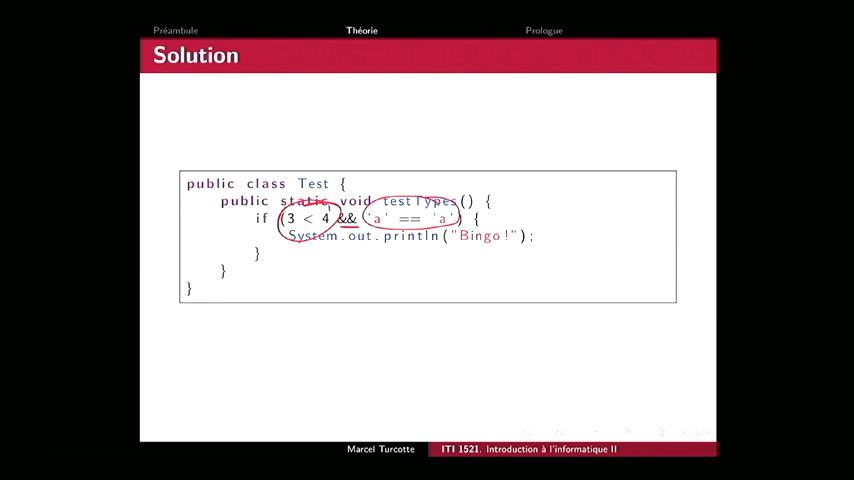 Préambule Théorie Prologue
Solution
public class Test {
public static void testTypes() {
if (3 < 4 && 'a' == 'a') {
System.out.println("Bingo!");
}
}
}
Marcel Turcotte ITI 1521. Introduction à l'informatique II